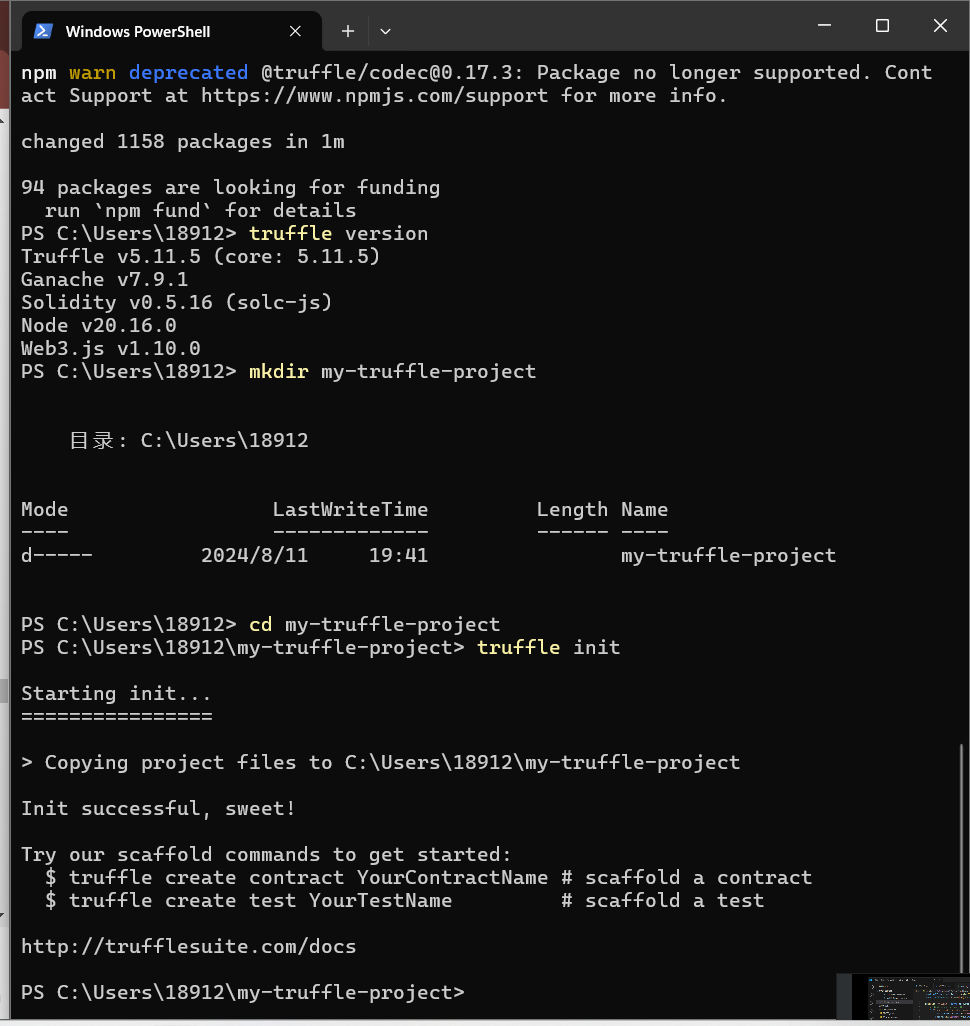 Windows PowerShell
npm warn deprecated @truffle/codec@0.17.3: Package no longer supported. Cont
act Support at https://www.npmjs.com/support for more info.
changed 1158 packages in 1m
94 packages are looking for funding
  run `npm fund` for details
PS C:\Users\18912> truffle version
Truffle v5.11.5 (core: 5.11.5)
Ganache v7.9.1
Solidity v0.5.16 (solc-js)
Node v20.16.0
Web3.js v1.10.0
PS C:\Users\18912> mkdir my-truffle-project
    目录: C:\Users\18912
Mode                 LastWriteTime         Length Name
----                 -------------         ------ ----
d-----         2024/8/11     19:41                my-truffle-project
PS C:\Users\18912> cd my-truffle-project
PS C:\Users\18912\my-truffle-project> truffle init
Starting init...
================
> Copying project files to C:\Users\18912\my-truffle-project
Init successful, sweet!
Try our scaffold commands to get started:
  $ truffle create contract YourContractName # scaffold a contract
  $ truffle create test YourTestName         # scaffold a test
http://trufflesuite.com/docs
PS C:\Users\18912\my-truffle-project>